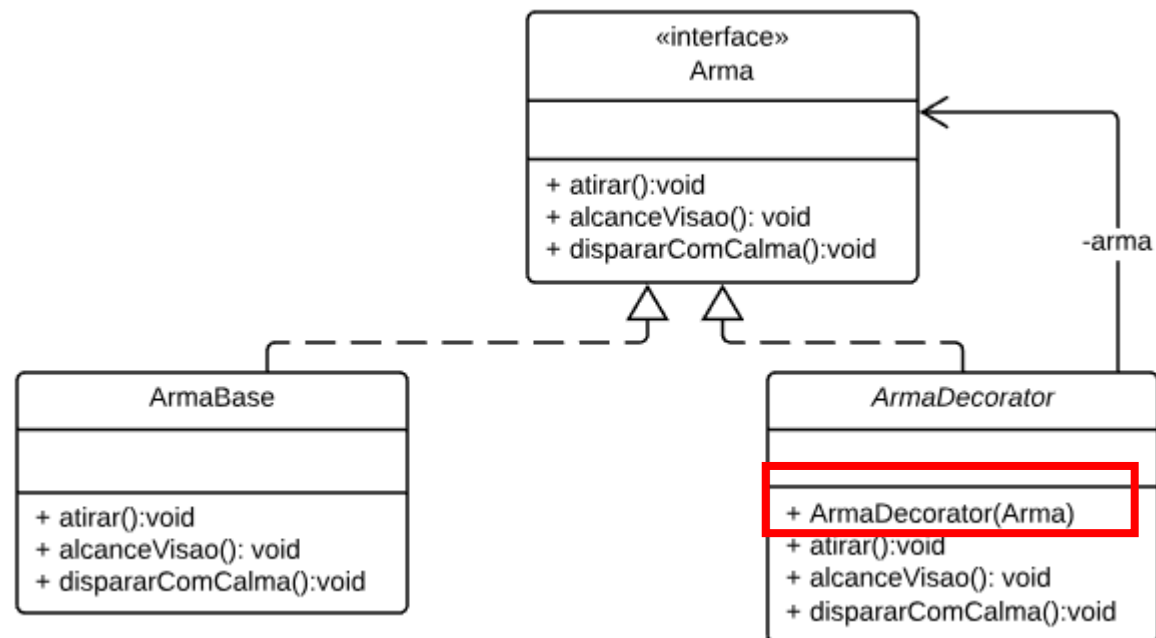 «interface»
Arma
+ atirar():void
+ alcanceVisao(): void
+ dispararComCalma():void
-arma
ArmaBase
+ atirar():void
+ alcanceVisao(): void
+ dispararComCalma():void
ArmaDecorator
+ ArmaDecorator(Arma)
+ atirar():void
+ alcanceVisao(): void
+ dispararComCalma():void